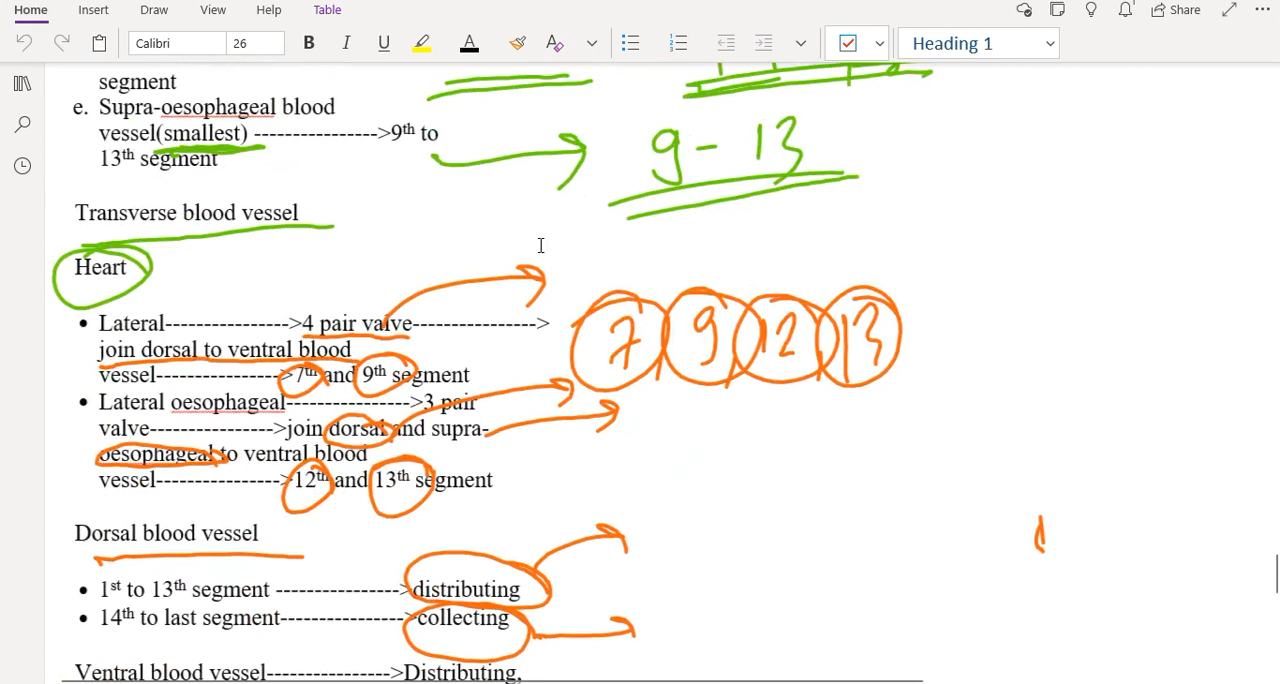 Home Insert Draw View Help Table
Share
Calibri 26 B I U A A Heading 1
segment
e. Supra-oesophageal blood
vessel(smallest) ---------------->9th to
13th segment
9 - 13
Transverse blood vessel
Heart
• Lateral---------------->4 pair valve---------------->
join dorsal to ventral blood
vessel---------------->7th and 9th segment
7 9 12 13
• Lateral oesophageal---------------->3 pair
valve---------------->join dorsal and supra-
oesophageal to ventral blood
vessel---------------->12th and 13th segment
Dorsal blood vessel
• 1st to 13th segment ---------------->distributing
• 14th to last segment---------------->collecting
Ventral blood vessel---------------->Distributing,